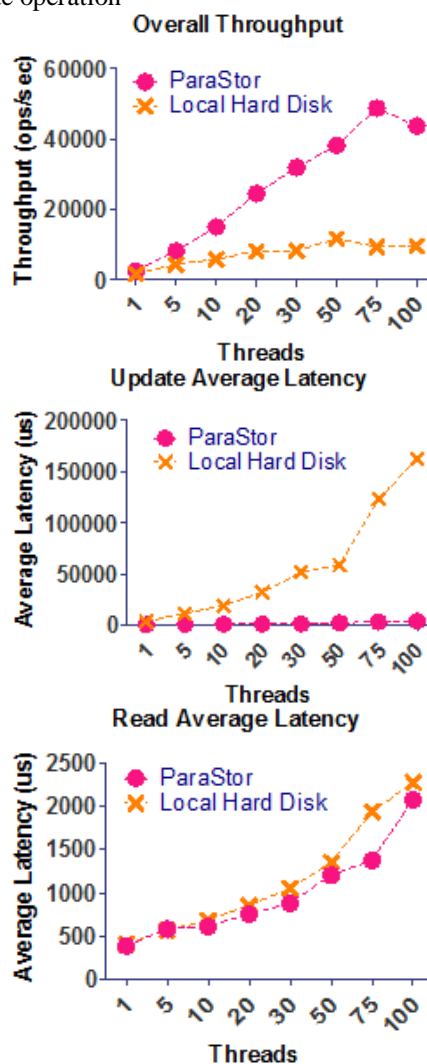 Overall Throughput
60000
40000
20000
0
Throughput (ops/sec)
ParaStor
Local Hard Disk
1 5 10 20 30 50 75 100
Threads
Update Average Latency
200000
150000
100000
50000
0
Average Latency (us)
ParaStor
Local Hard Disk
1 5 10 20 30 50 75 100
Threads
Read Average Latency
2500
2000
1500
1000
500
0
Average Latency (us)
ParaStor
Local Hard Disk
1 5 10 20 30 50 75 100
Threads